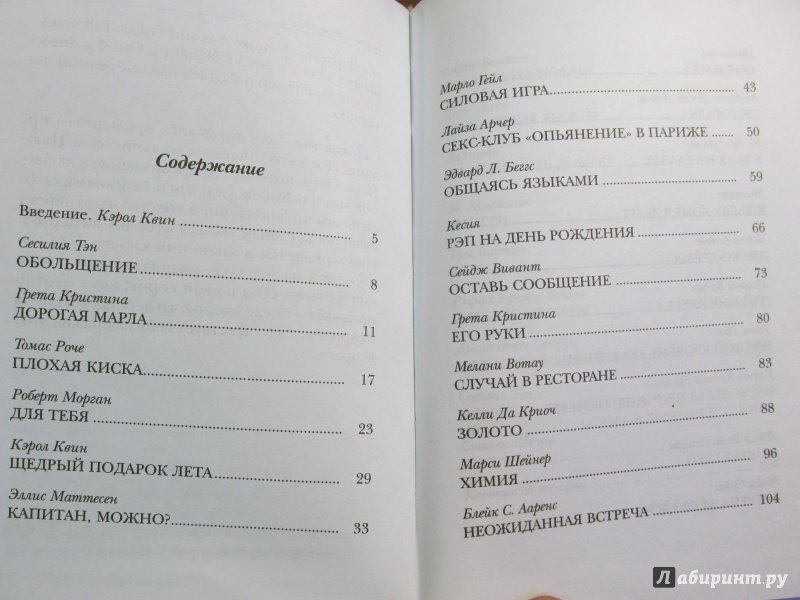 Содержание
Введение. Кэрол Квин 5
Сесилия Тэн
ОБОЛЬЩЕНИЕ 8
Грета Кристина
ДОРОГАЯ МАРЛА 11
Томас Роче
ПЛОХАЯ КИСКА 17
Роберт Морган
ДЛЯ ТЕБЯ 23
Кэрол Квин
ЩЕДРЫЙ ПОДАРОК ЛЕТА 29
Эллис Маттесен
КАПИТАН, МОЖНО? 33
Марло Гейл
СИЛОВАЯ ИГРА 43
Лайза Арчер
СЕКС-КЛУБ «ОПЬЯНЕНИЕ» В ПАРИЖЕ 50
Эдвард Л. Беггс
ОБЩАЯСЬ ЯЗЫКАМИ 59
Кесия
РЭП НА ДЕНЬ РОЖДЕНИЯ 66
Сейдж Вивант
ОСТАВЬ СООБЩЕНИЕ 73
Грета Кристина
ЕГО РУКИ 80
Мелани Вотау
СЛУЧАЙ В РЕСТОРАНЕ 83
Келли Да Криоч
ЗОЛОТО 88
Марси Шейнер
ХИМИЯ 96
Блейк С. Ааренс
НЕОЖИДАННАЯ ВСТРЕЧА 104
Лабиринт.ру